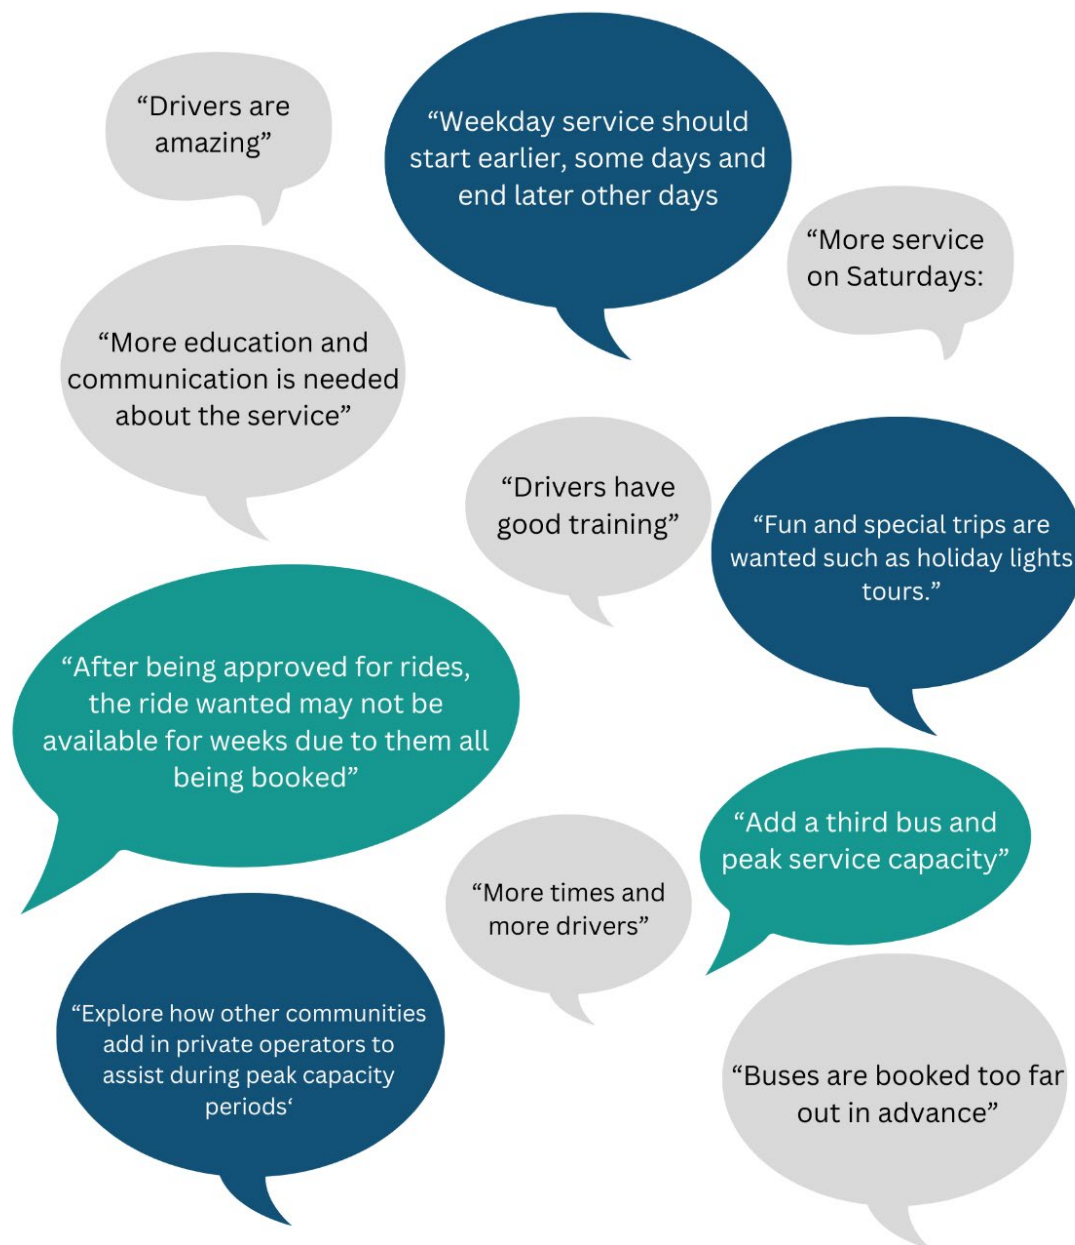 “Drivers are
amazing”
“Weekday service should
start earlier, some days and
end later other days
“More service
on Saturdays:
“More education and
communication is needed
about the service”
“Drivers have
good training”
“Fun and special trips are
wanted such as holiday lights
tours.”
“After being approved for rides,
the ride wanted may not be
available for weeks due to them all
being booked”
“Add a third bus and
peak service capacity”
“More times and
more drivers”
“Explore how other communities
add in private operators to
assist during peak capacity
periods‘
“Buses are booked too far
out in advance”